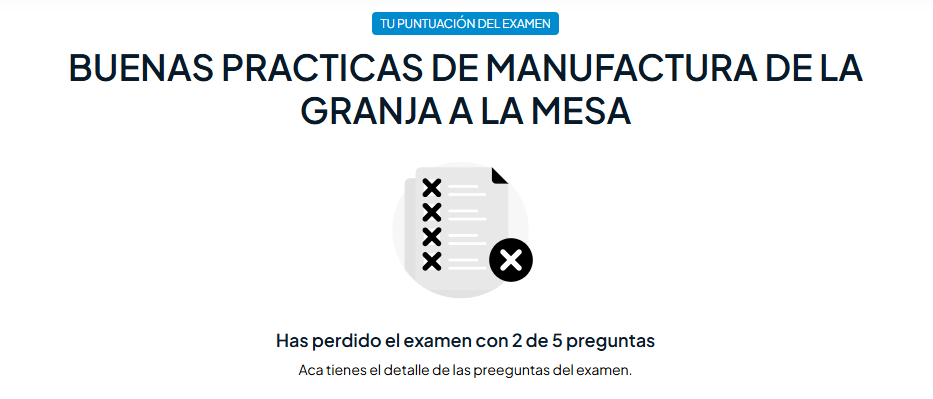 TU PUNTUACIÓN DEL EXAMEN
BUENAS PRACTICAS DE MANUFACTURA DE LA
GRANJA A LA MESA
Has perdido el examen con 2 de 5 preguntas
Aca tienes el detalle de las preeguntas del examen.